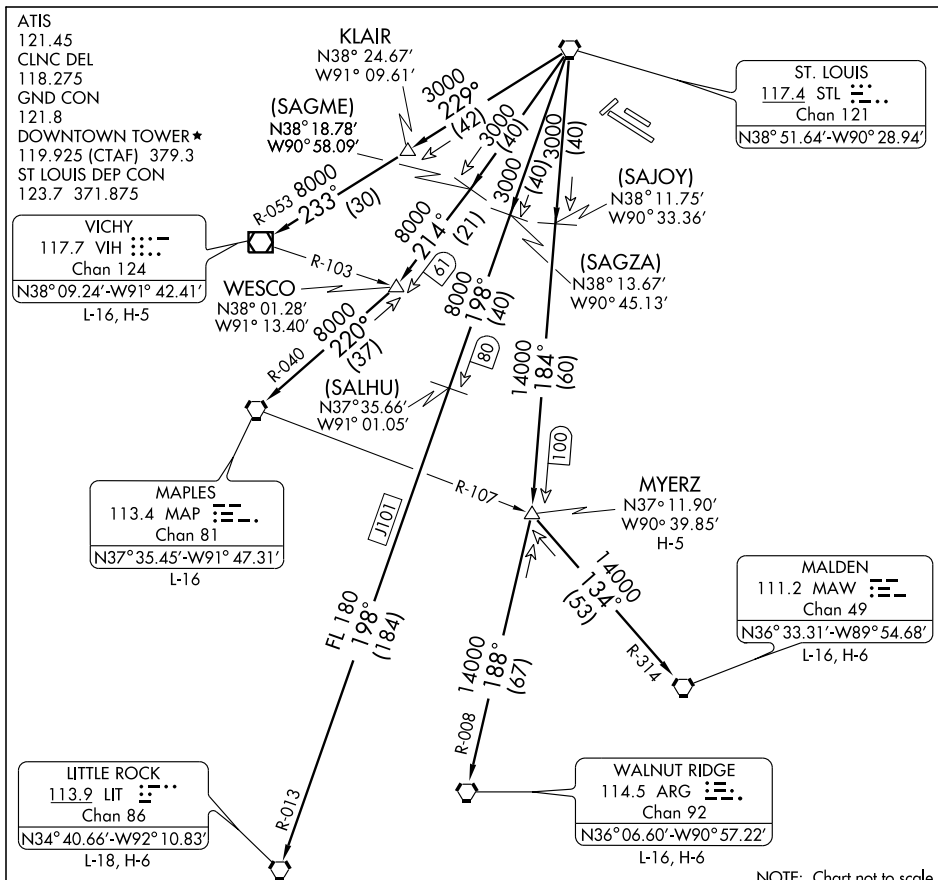 ATIS
121.45
CLNC DEL
118.275
GND CON
121.8
DOWNTOWN TOWER★
119.925 (CTAF) 379.3
ST LOUIS DEP CON
123.7 371.875
KLAIR
N38° 24.67'
W91° 09.61'
(SAGME)
N38° 18.78'
W90° 58.09'
ST. LOUIS
117.4 STL
Chan 121
N38° 51.64'-W90° 28.94'
3000
229°
(42)
3000
(40)
3000
(40)
3000
(40)
(SAJOY)
N38° 11.75'
W90° 33.36'
(SAGZA)
N38° 13.67'
W90° 45.13'
R-053
8000
233°
(30)
VICHY
117.7 VIH
Chan 124
N38° 09.24'-W91° 42.41'
L-16, H-5
R-103
8000
214°
(21)
61
WESCO
N38° 01.28'
W91° 13.40'
8000
198°
(40)
80
8000
220°
(37)
R-040
(SALHU)
N37° 35.66'
W91° 01.05'
14000
184°
(60)
100
MAPLES
113.4 MAP
Chan 81
N37° 35.45'-W91° 47.31'
L-16
R-107
MYERZ
N37° 11.90'
W90° 39.85'
H-5
J101
FL 180
198°
(184)
R-013
14000
134°
(53)
R-314
MALDEN
111.2 MAW
Chan 49
N36° 33.31'-W89° 54.68'
L-16, H-6
14000
188°
(67)
R-008
LITTLE ROCK
113.9 LIT
Chan 86
N34° 40.66'-W92° 10.83'
L-18, H-6
WALNUT RIDGE
114.5 ARG
Chan 92
N36° 06.60'-W90° 57.22'
L-16, H-6
NOTE: Chart not to scale